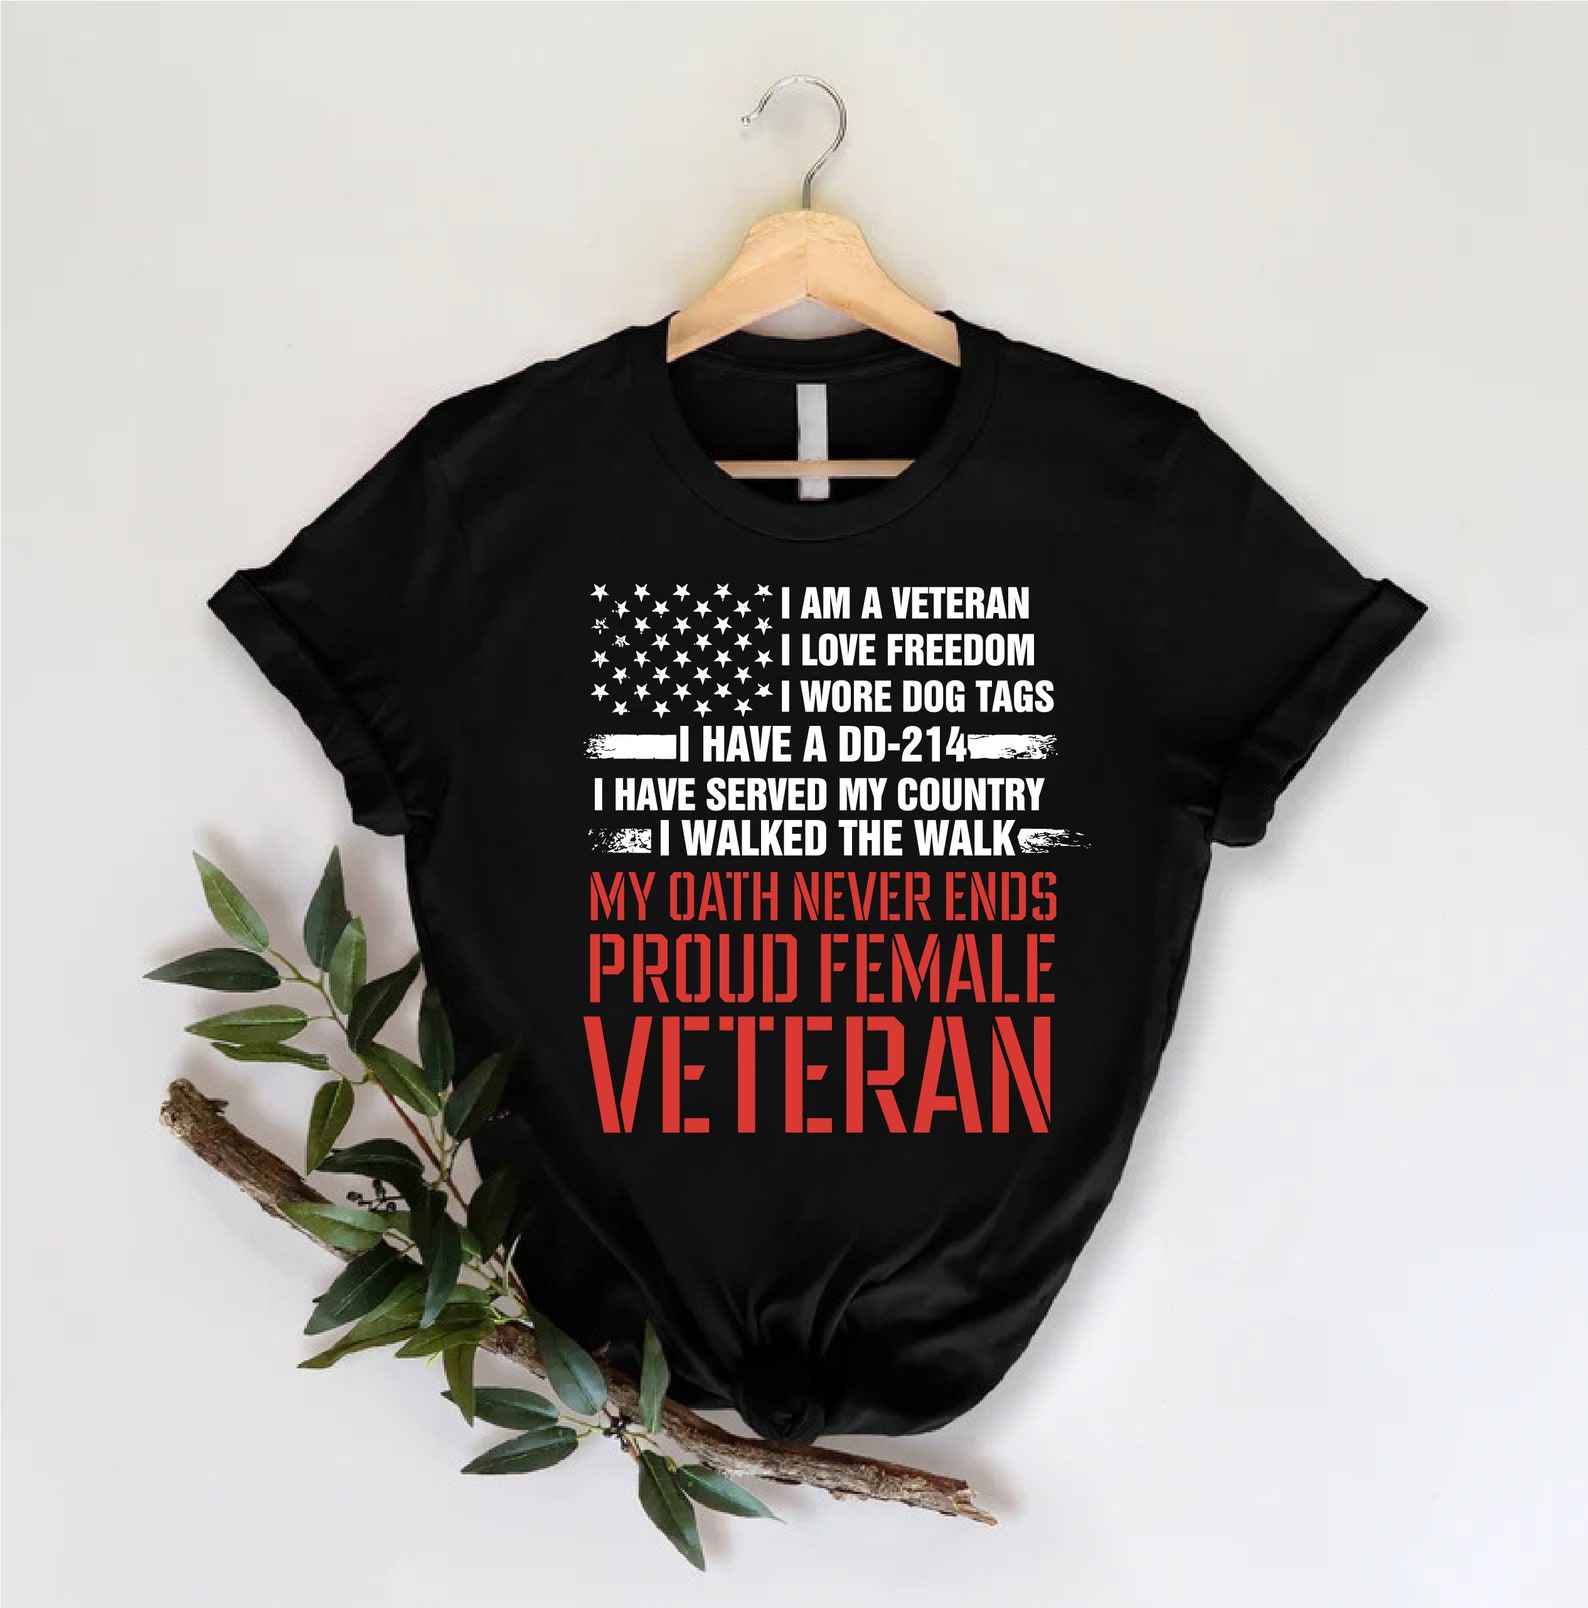 I AM A VETERAN
I LOVE FREEDOM
I WORE DOG TAGS
I HAVE A DD-214
I HAVE SERVED MY COUNTRY
I WALKED THE WALK
MY OATH NEVER ENDS
PROUD FEMALE
VETERAN